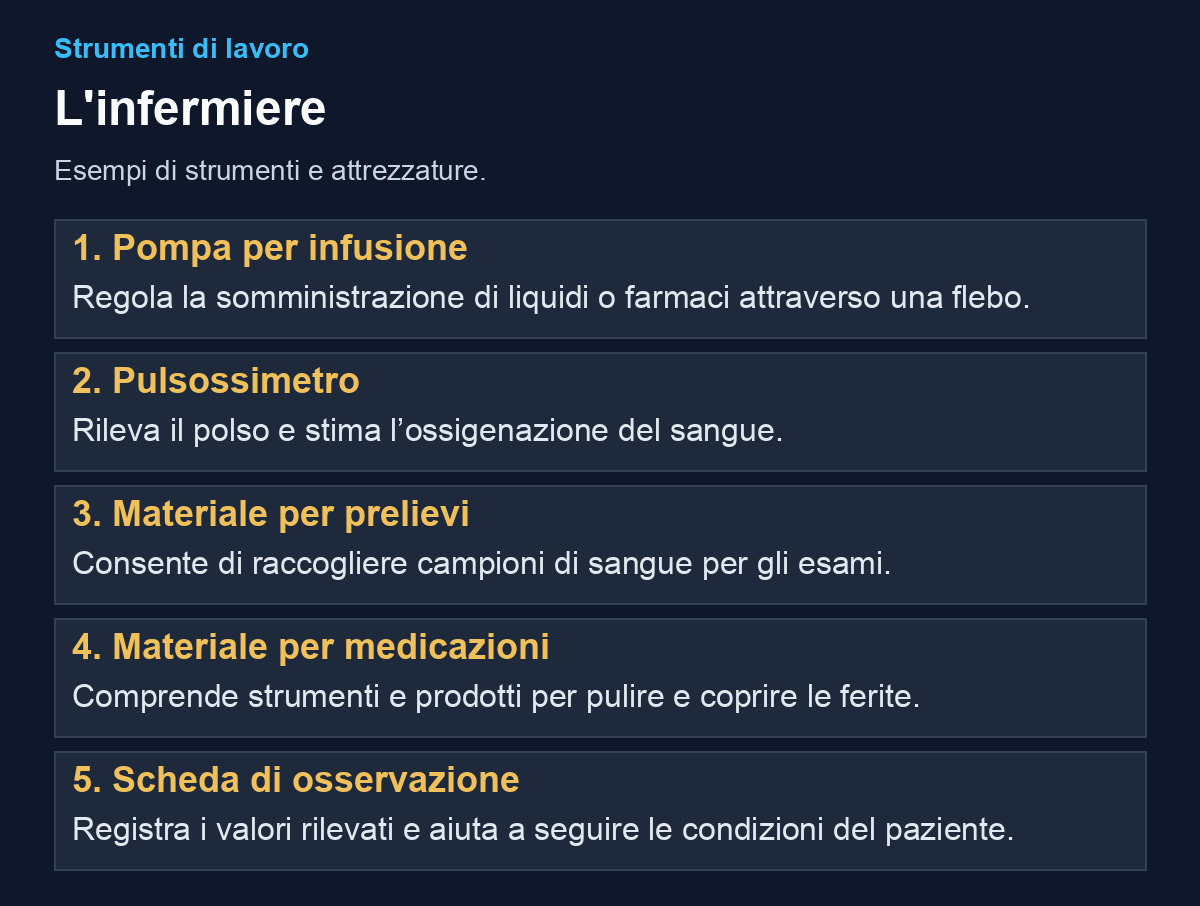 Strumenti di lavoro
L'infermiere
Esempi di strumenti e attrezzature.
1. Pompa per infusione
Regola la somministrazione di liquidi o farmaci attraverso una flebo.
2. Pulsossimetro
Rileva il polso e stima l’ossigenazione del sangue.
3. Materiale per prelievi
Consente di raccogliere campioni di sangue per gli esami.
4. Materiale per medicazioni
Comprende strumenti e prodotti per pulire e coprire le ferite.
5. Scheda di osservazione
Registra i valori rilevati e aiuta a seguire le condizioni del paziente.